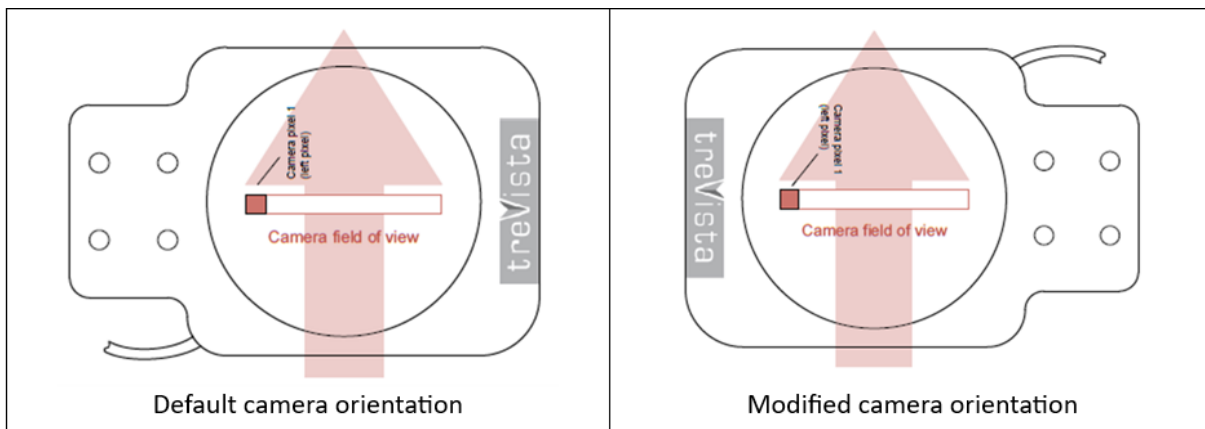 Camera pixel 1
(left pixel)
Camera field of view
treVista
Default camera orientation
treVista
Camera pixel 1
(left pixel)
Camera field of view
Modified camera orientation